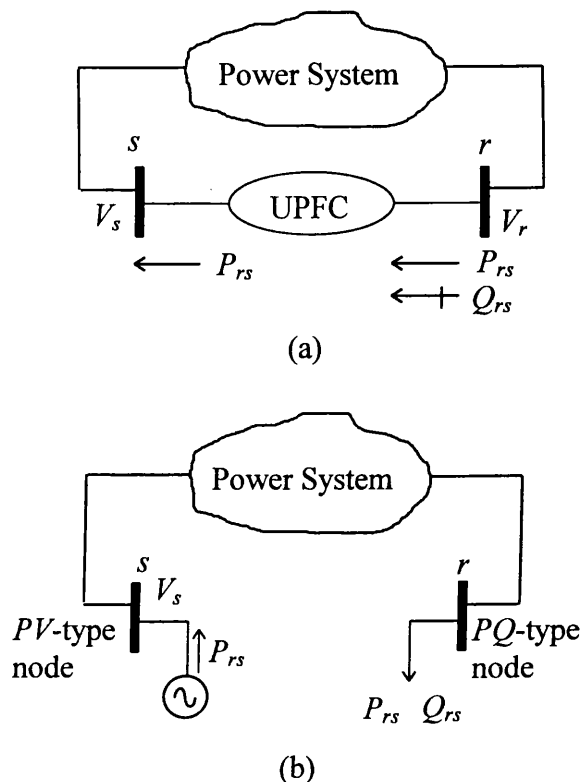 Power System
s
r
UPFC
V_s
V_r
P_rs
P_rs
Q_rs
(a)
Power System
s
r
V_s
PV-type
node
PQ-type
node
P_rs
P_rs Q_rs
(b)